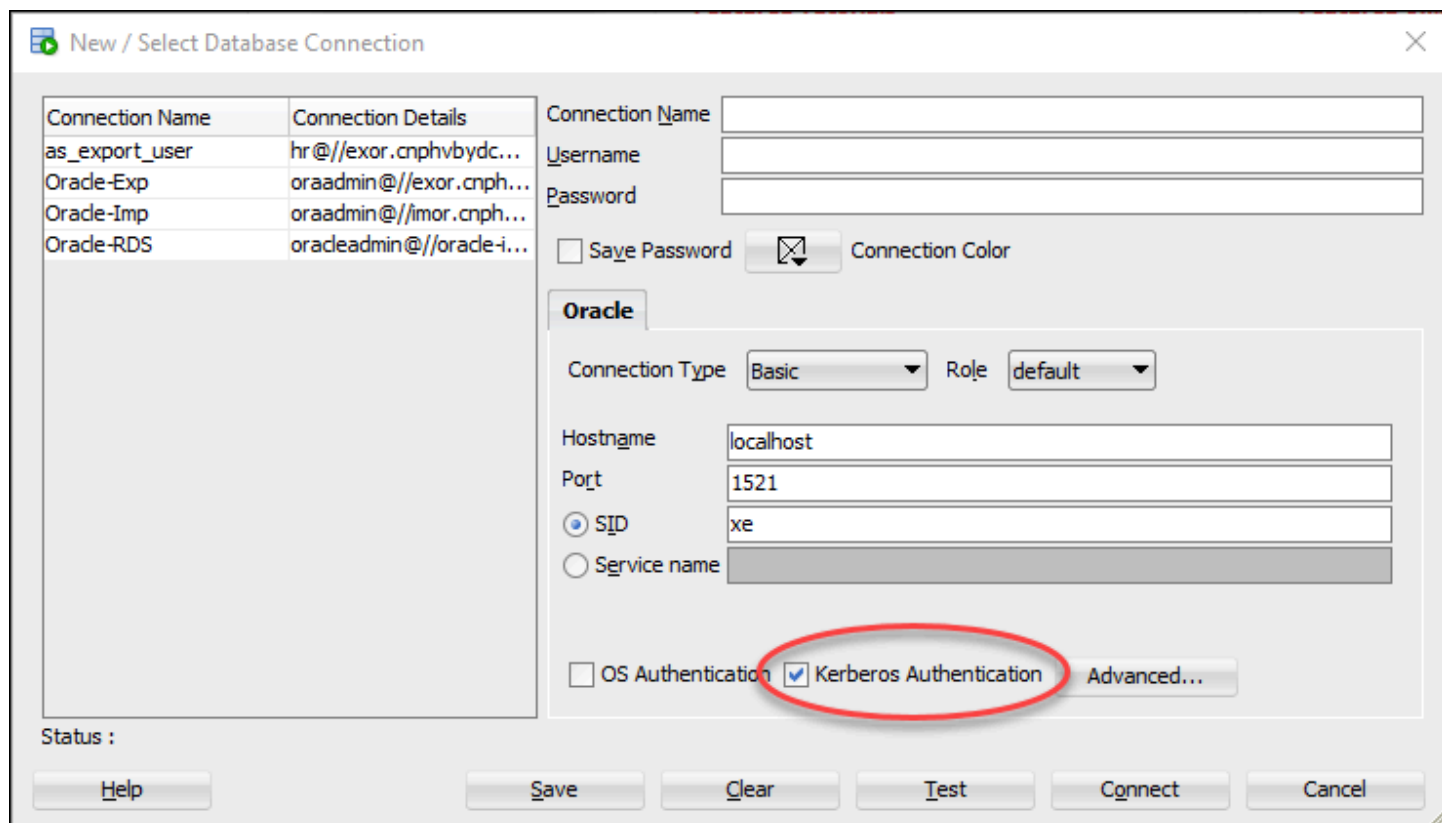 New / Select Database Connection
Connection Name Connection Details
as_export_user hr@//exor.cnphvbydc...
Oracle-Exp oraadmin@//exor.cnph...
Oracle-Imp oraadmin@//imor.cnph...
Oracle-RDS oracleadmin@//oracle-i...
Connection Name
Username
Password
Save Password Connection Color
Oracle
Connection Type Basic Role default
Hostname localhost
Port 1521
SID xe
Service name
OS Authentication Kerberos Authentication Advanced...
Status :
Help Save Clear Test Connect Cancel